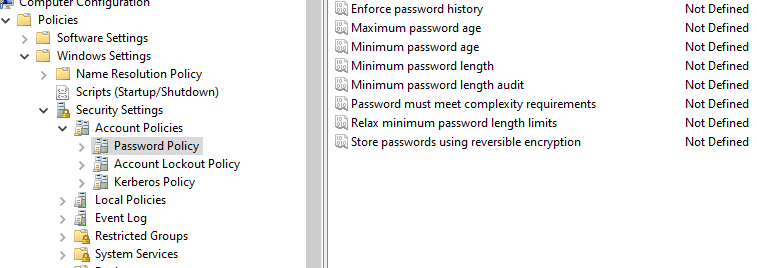 Computer Configuration
Policies
Software Settings
Windows Settings
Name Resolution Policy
Scripts (Startup/Shutdown)
Security Settings
Account Policies
Password Policy
Account Lockout Policy
Kerberos Policy
Local Policies
Event Log
Restricted Groups
System Services
Enforce password history Not Defined
Maximum password age Not Defined
Minimum password age Not Defined
Minimum password length Not Defined
Minimum password length audit Not Defined
Password must meet complexity requirements Not Defined
Relax minimum password length limits Not Defined
Store passwords using reversible encryption Not Defined